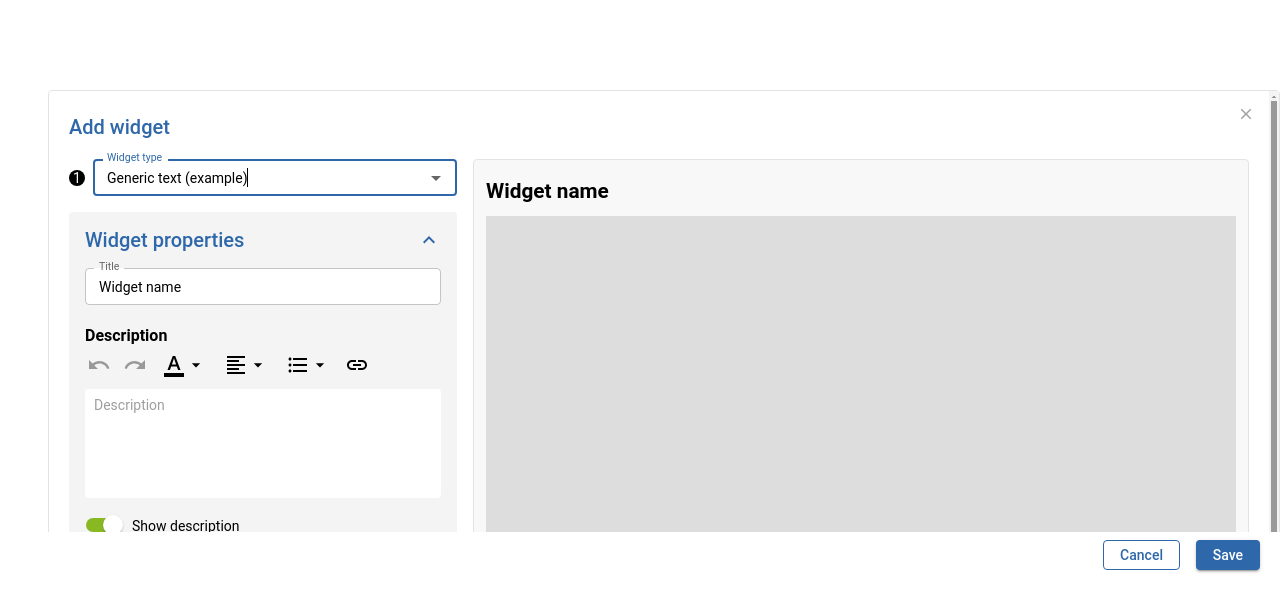 Add widget
Widget type
1 Generic text (example)
Widget name
Widget properties
Title
Widget name
Description
A
Description
Show description
Cancel Save